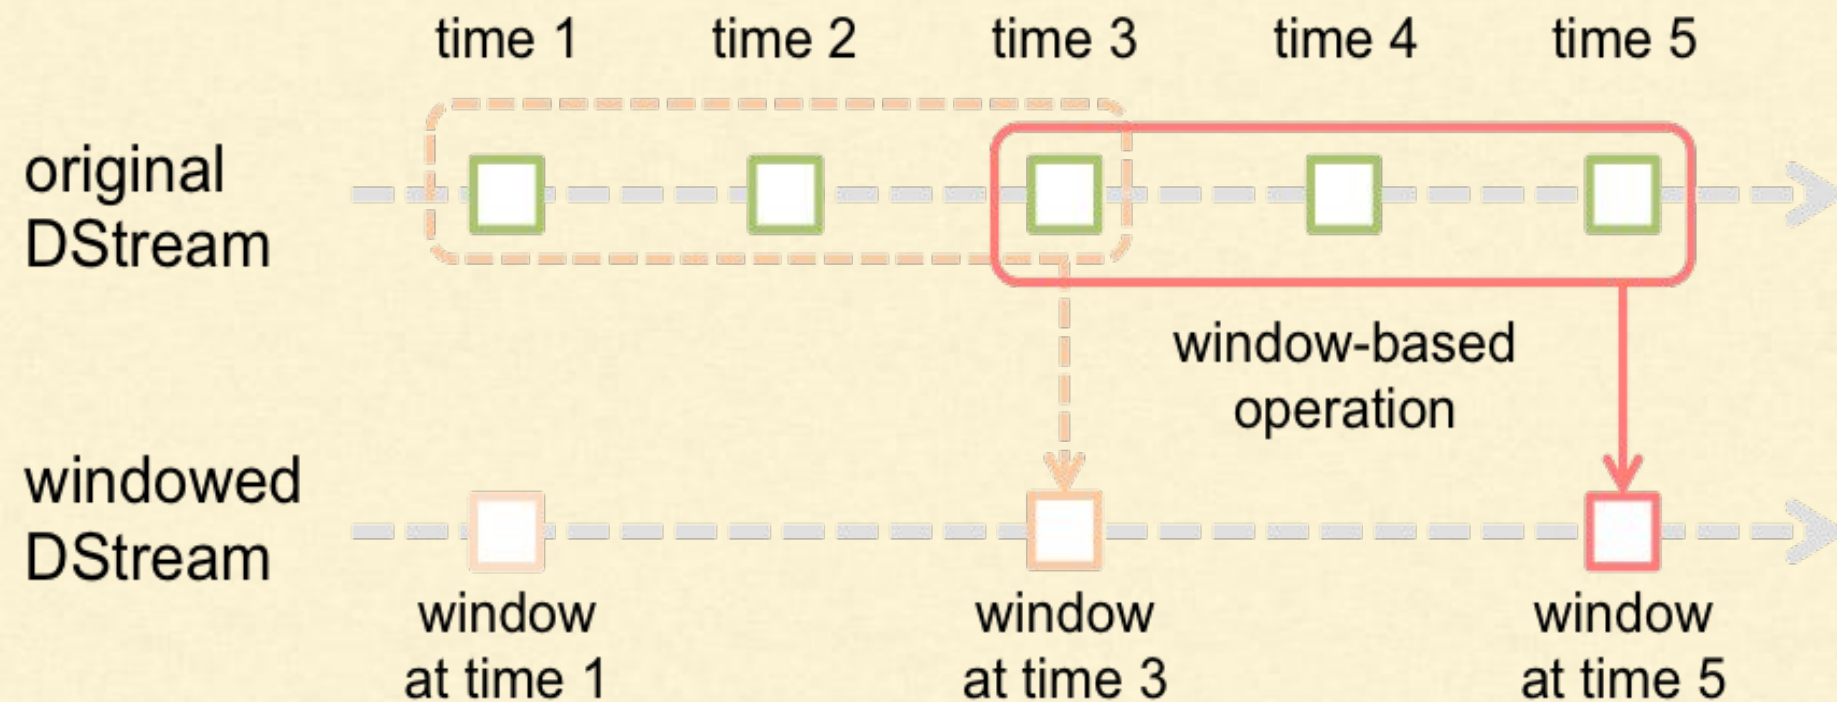 time 1
time 2
time 3
time 4
time 5
original
DStream
window-based
operation
windowed
DStream
window
at time 1
window
at time 3
window
at time 5